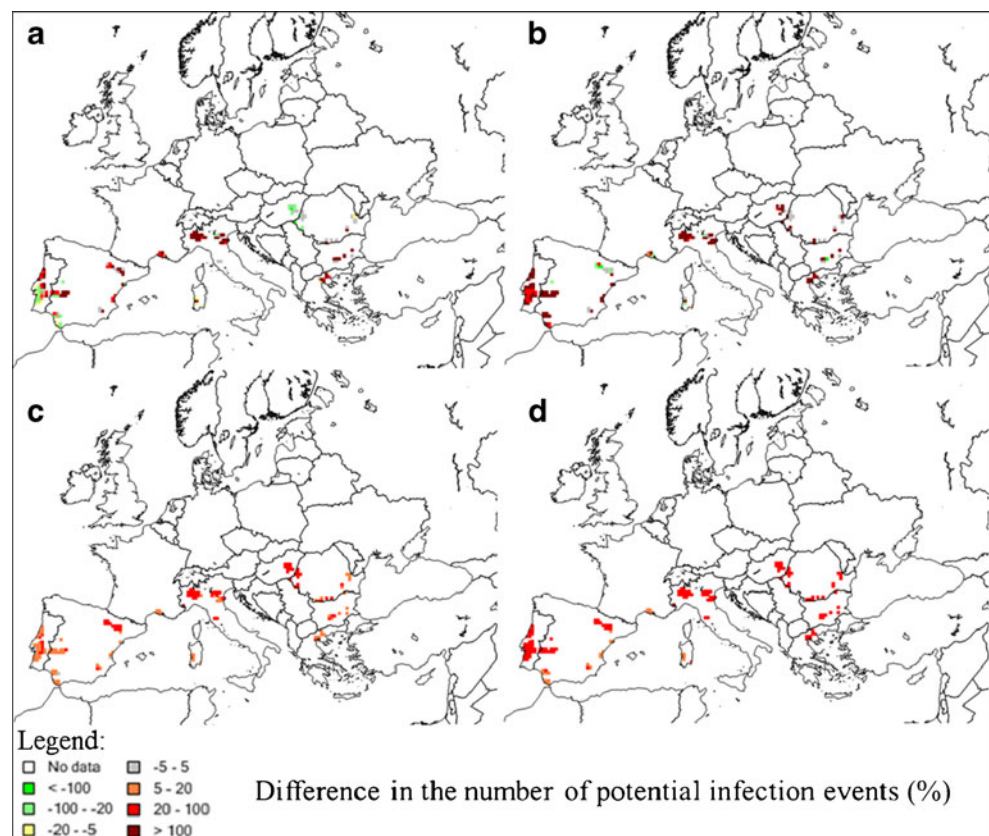 a
b
c
d
Legend:
No data
< -100
-100 - -20
-20 - -5
-5 - 5
5 - 20
20 - 100
> 100
Difference in the number of potential infection events (%)